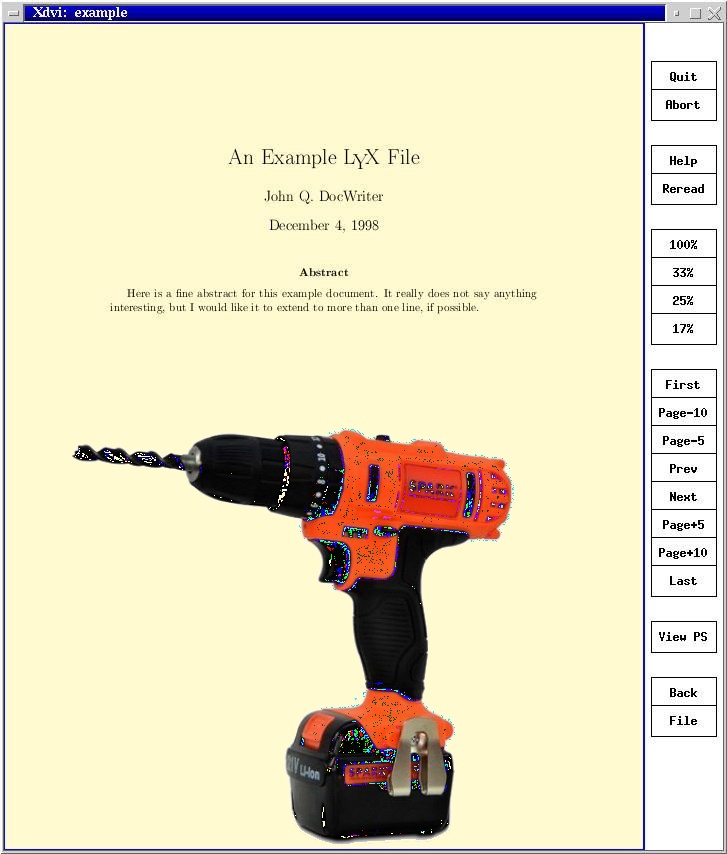 Xdvi: example
An Example LyX File
John Q. DocWriter
December 4, 1998
Abstract
Here is a fine abstract for this example document. It really does not say anything
interesting, but I would like it to extend to more than one line, if possible.
Li-Ion
Quit
Abort
Help
Reread
100%
33%
25%
17%
First
Page-10
Page-5
Prev
Next
Page+5
Page+10
Last
View PS
Back
File